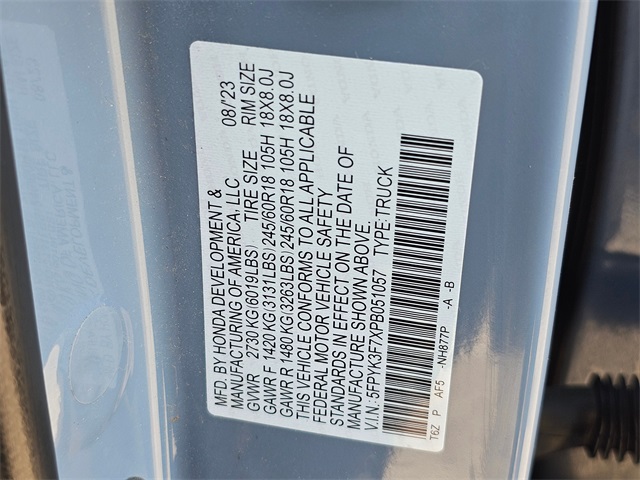 MFD. BY HONDA DEVELOPMENT & 08/'23
MANUFACTURING OF AMERICA, LLC
GVWR 2730 KG(6019LBS) TIRE SIZE RIM SIZE
GAWR F 1420 KG(3131LBS) 245/60R18 105H 18X8.0J
GAWR R 1480 KG(3263LBS) 245/60R18 105H 18X8.0J
THIS VEHICLE CONFORMS TO ALL APPLICABLE
FEDERAL MOTOR VEHICLE SAFETY
STANDARDS IN EFFECT ON THE DATE OF
MANUFACTURE SHOWN ABOVE.
V.I.N.: 5FPYK3F7XPB051057 TYPE:TRUCK
T6Z P AF5 -NH877P -A -B